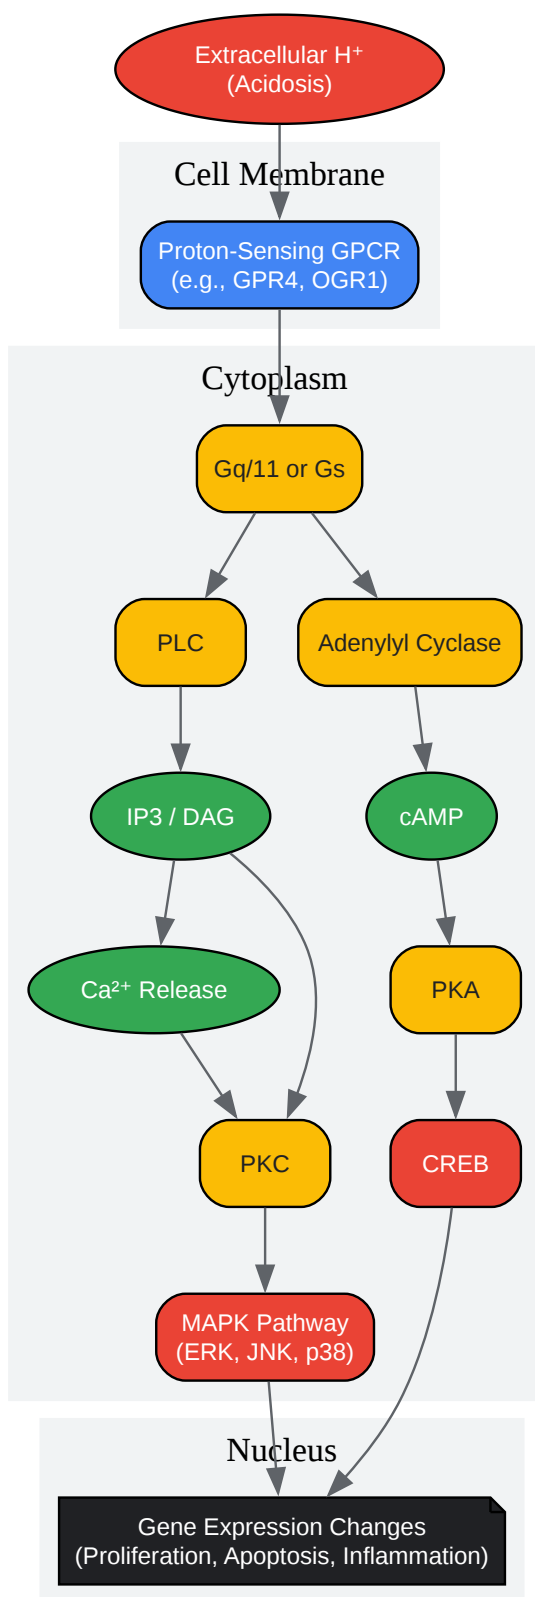 Extracellular H⁺
(Acidosis)
Cell Membrane
Proton-Sensing GPCR
(e.g., GPR4, OGR1)
Cytoplasm
Gq/11 or Gs
PLC
Adenylyl Cyclase
IP3 / DAG
cAMP
Ca²⁺ Release
PKA
PKC
CREB
MAPK Pathway
(ERK, JNK, p38)
Nucleus
Gene Expression Changes
(Proliferation, Apoptosis, Inflammation)